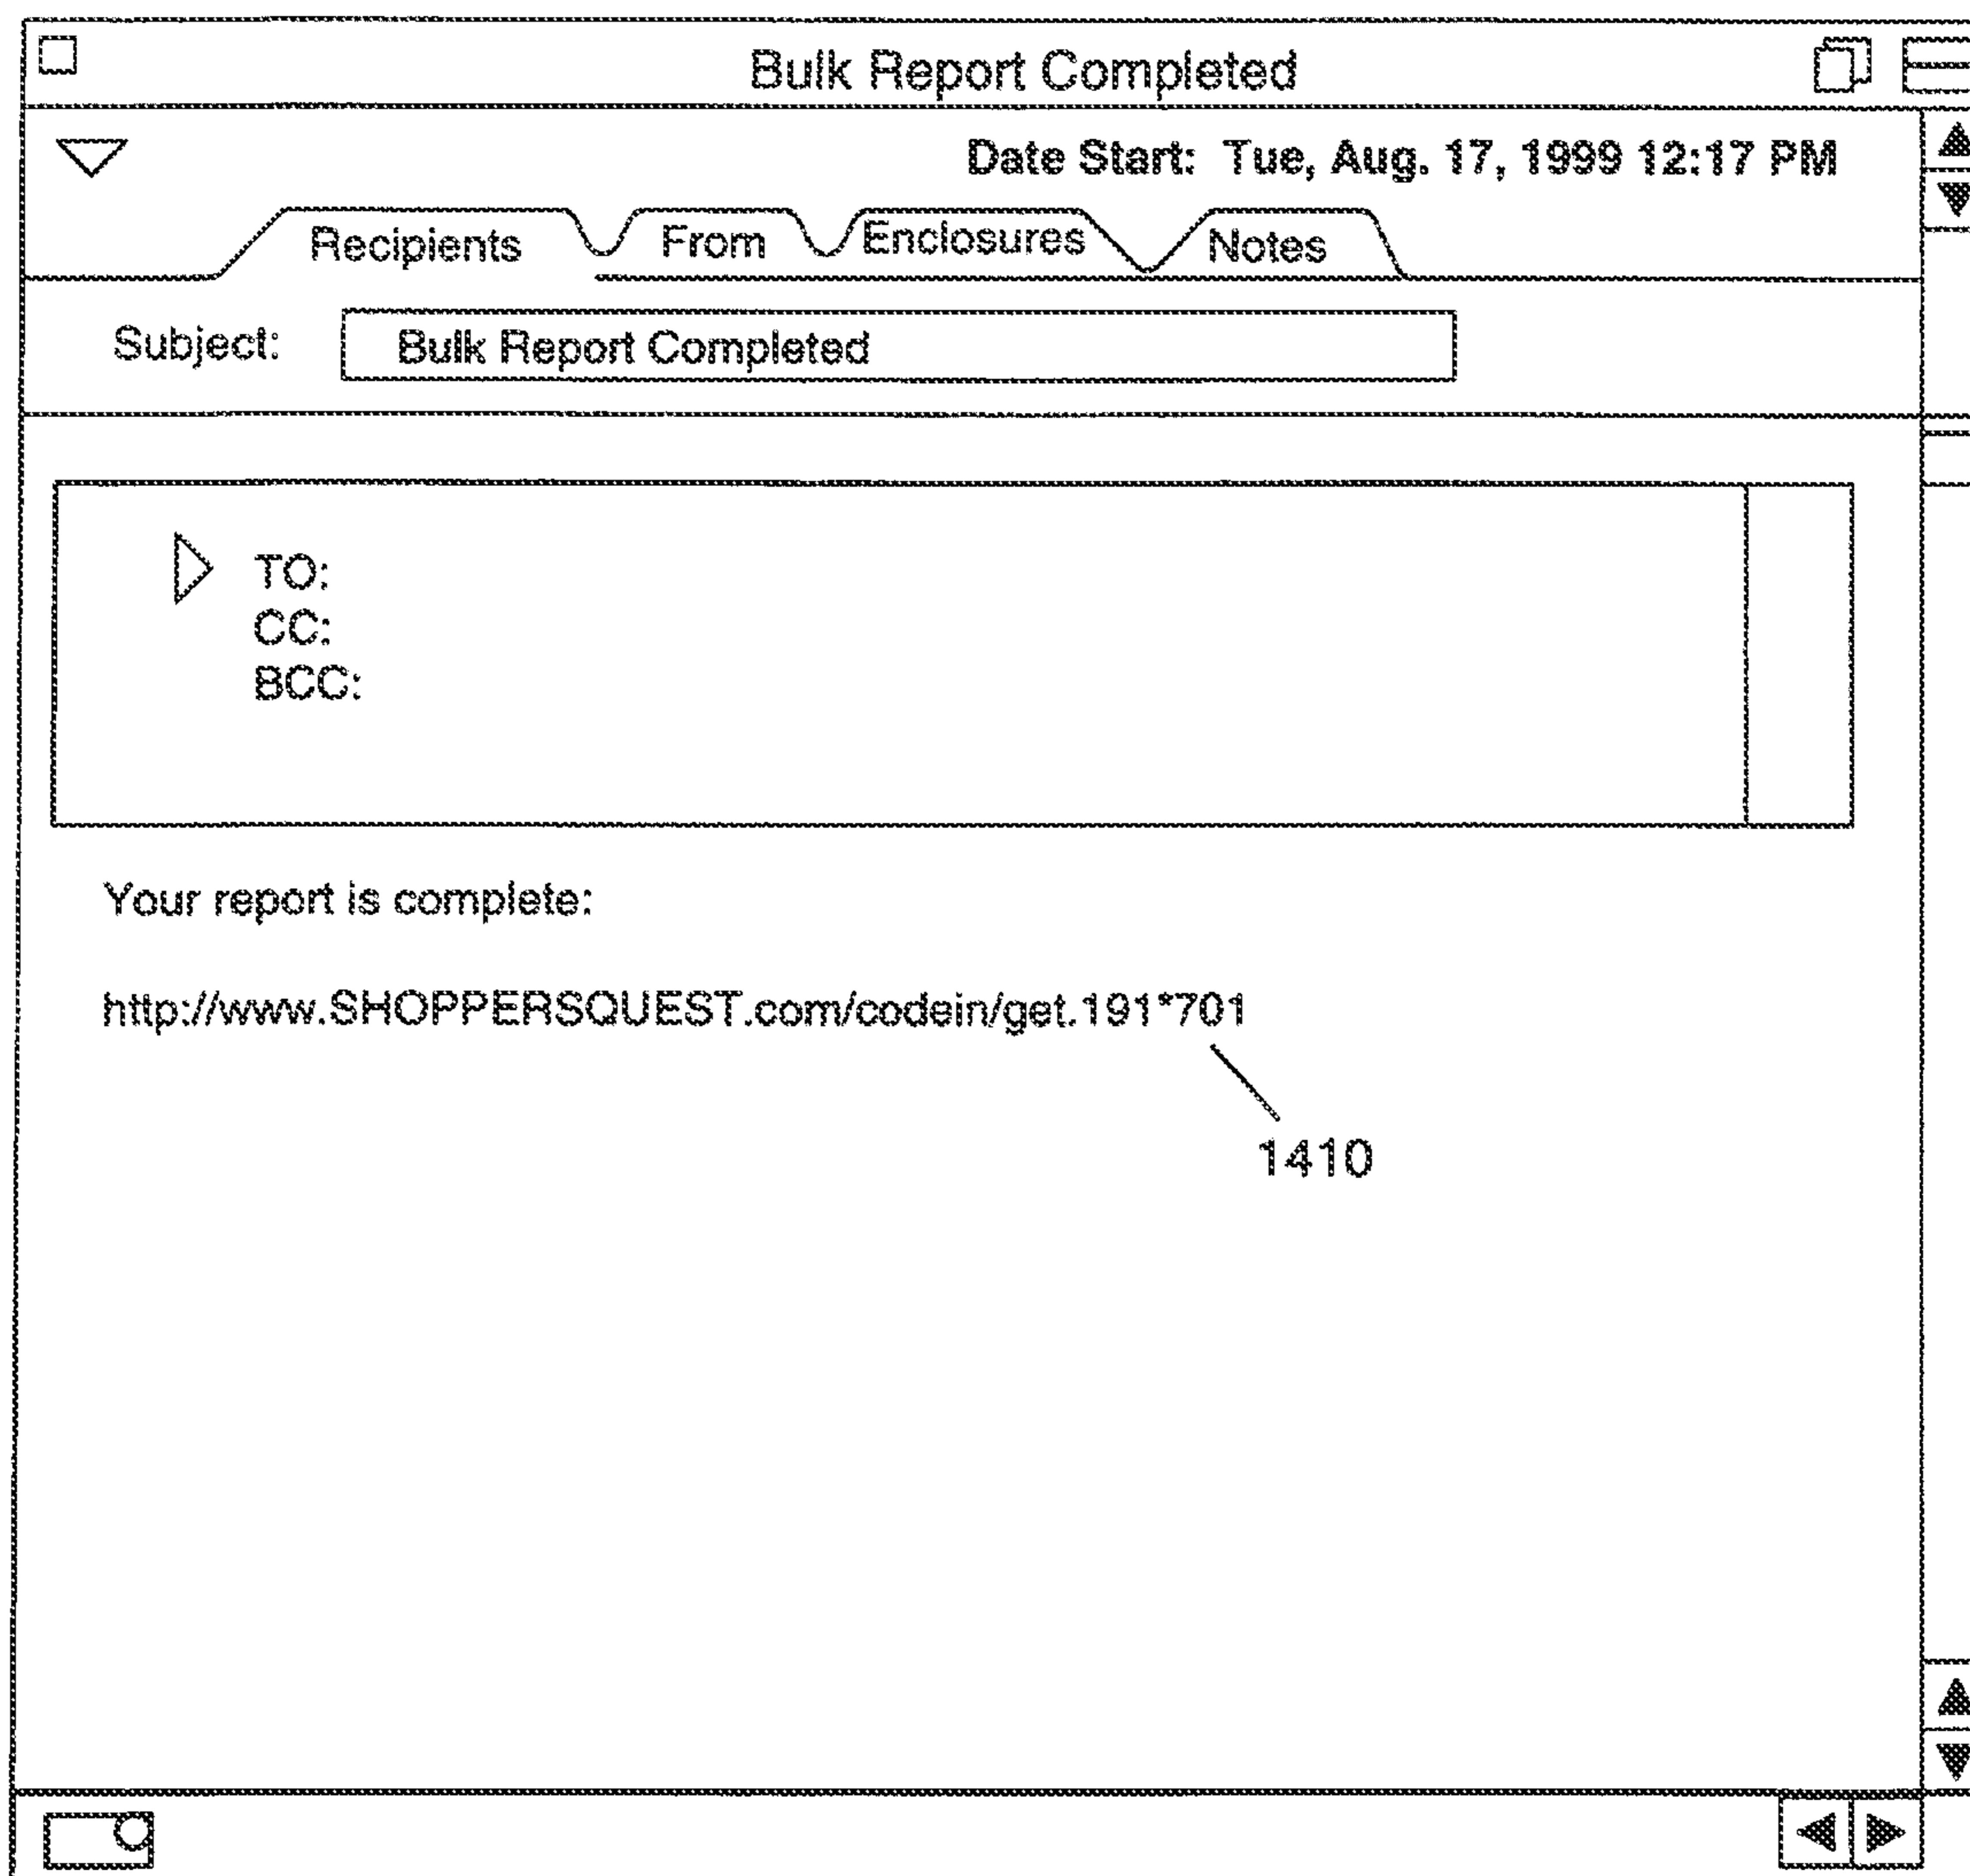 Bulk Report Completed
Date Start: Tue, Aug. 17, 1999 12:17 PM
Recipients From Enclosures Notes
Subject: Bulk Report Completed
TO:
CC:
BCC:
Your report is complete:
http://www.SHOPPERSQUEST.com/codein/get.191*701
1410